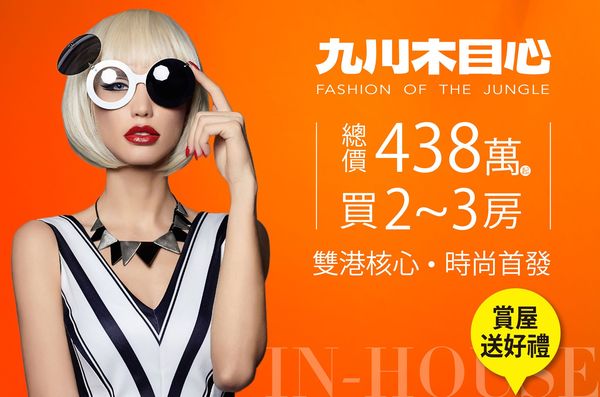 九川木目心
FASHION OF THE JUNGLE
總價438萬起
買2~3房
雙港核心・時尚首發
賞屋
送好禮
IN-HOUSE